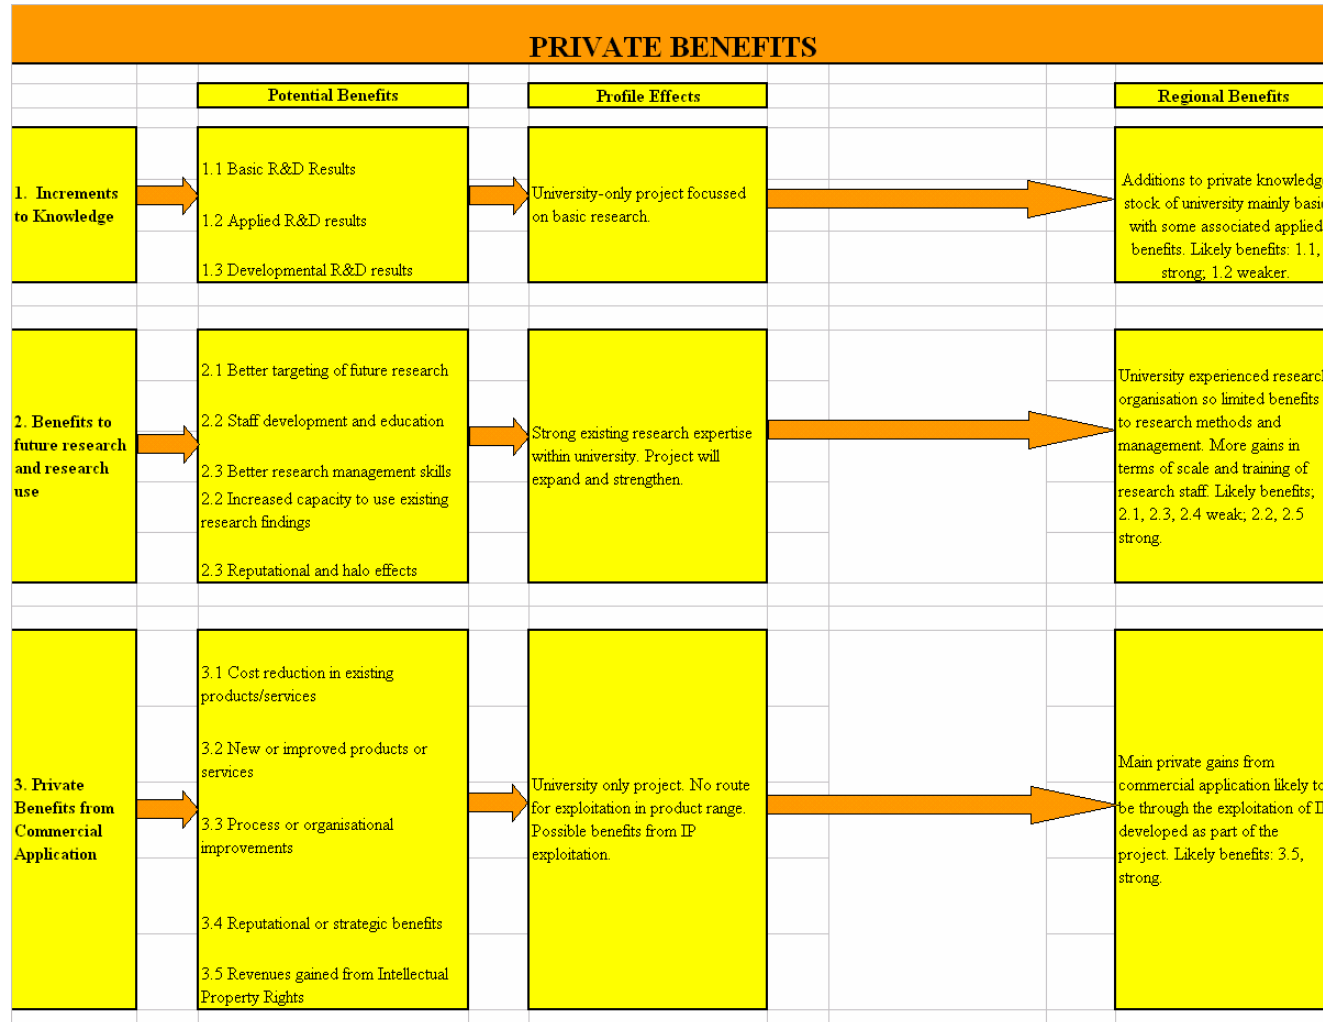 PRIVATE BENEFITS
Potential Benefits
Profile Effects
Regional Benefits
1. Increments
to Knowledge
1.1 Basic R&D Results
1.2 Applied R&D results
1.3 Developmental R&D results
University-only project focussed
on basic research.
Additions to private knowledge
stock of university mainly basic
with some associated applied
benefits. Likely benefits: 1.1,
strong; 1.2 weaker.
2. Benefits to
future research
and research
use
2.1 Better targeting of future research
2.2 Staff development and education
2.3 Better research management skills
2.2 Increased capacity to use existing
research findings
2.3 Reputational and halo effects
Strong existing research expertise
within university. Project will
expand and strengthen.
University experienced research
organisation so limited benefits
to research methods and
management. More gains in
terms of scale and training of
research staff. Likely benefits;
2.1, 2.3, 2.4 weak; 2.2, 2.5
strong.
3. Private
Benefits from
Commercial
Application
3.1 Cost reduction in existing
products/services
3.2 New or improved products or
services
3.3 Process or organisational
improvements
3.4 Reputational or strategic benefits
3.5 Revenues gained from Intellectual
Property Rights
University only project. No route
for exploitation in product range.
Possible benefits from IP
exploitation.
Main private gains from
commercial application likely to
be through the exploitation of IP
developed as part of the
project. Likely benefits: 3.5,
strong.